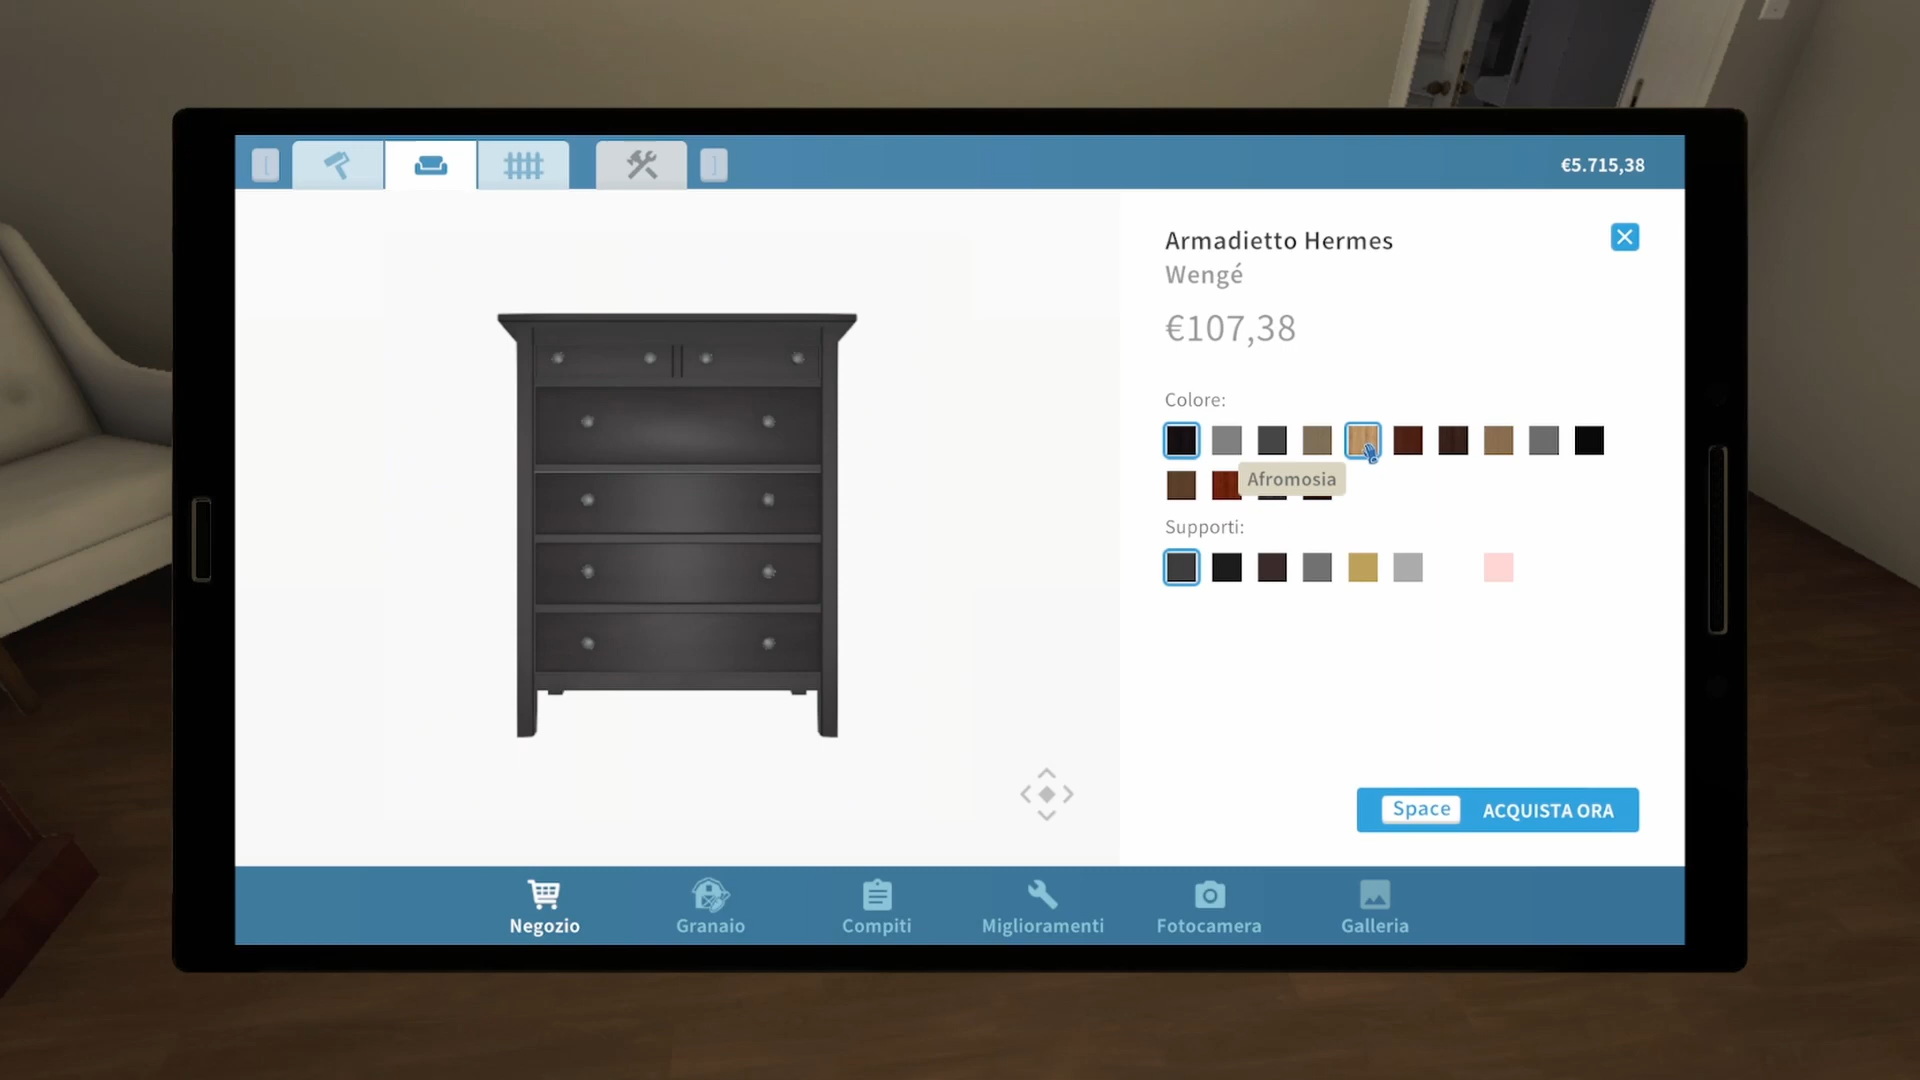 [
]
€5.715,38
Armadietto Hermes
Wengé
€107,38
Colore:
Afromosia
Supporti:
Space ACQUISTA ORA
Negozio
Granaio
Compiti
Miglioramenti
Fotocamera
Galleria